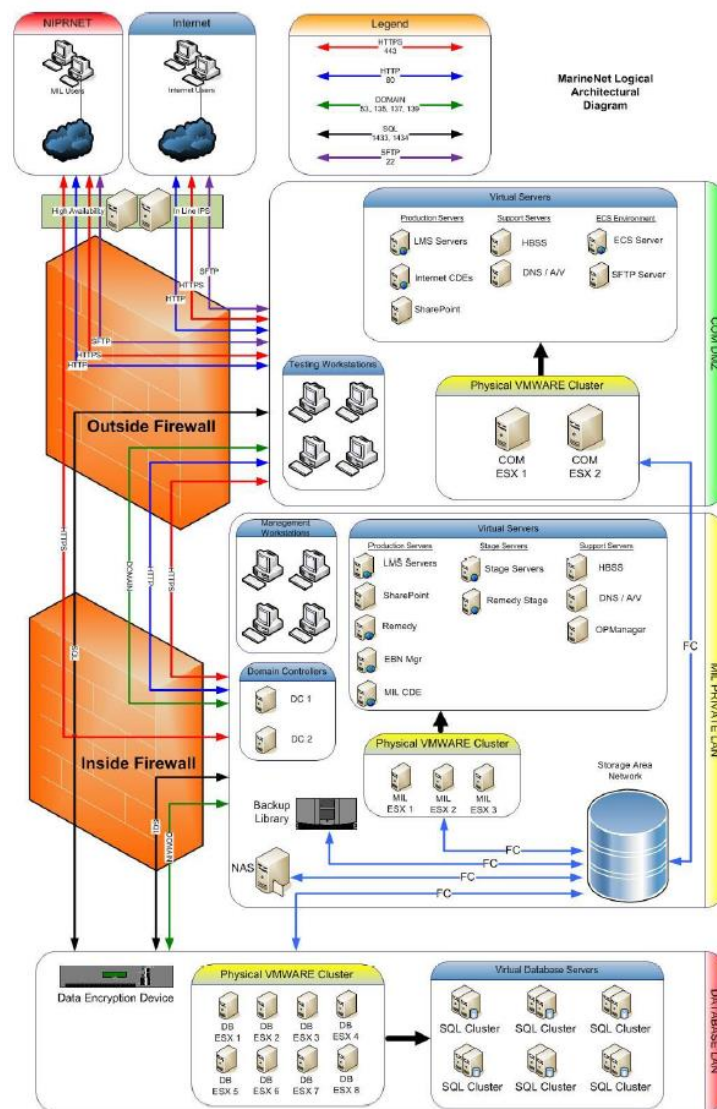 NIPRNET
MIL Users
Internet
Internet Users
Legend
HTTPS
443
HTTP
80
DOMAIN
53, 135, 137, 139
SQL
1433, 1434
SFTP
22
MarineNet Logical
Architectural
Diagram
High Availability
In Line IPS
SFTP
HTTPS
HTTP
SFTP
HTTPS
HTTP
Outside Firewall
HTTPS
DOMAIN
HTTP
HTTPS
SQL
Inside Firewall
SQL
DOMAIN
Virtual Servers
Production Servers
LMS Servers
Internet CDEs
SharePoint
Support Servers
HBSS
DNS / A/V
ECS Environment
ECS Server
SFTP Server
Testing Workstations
Physical VMWARE Cluster
COM
ESX 1
COM
ESX 2
COM DMZ
Management
Workstations
Virtual Servers
Production Servers
LMS Servers
SharePoint
Remedy
EBN Mgr
MIL CDE
Stage Servers
Stage Servers
Remedy Stage
Support Servers
HBSS
DNS / A/V
OPManager
Domain Controllers
DC 1
DC 2
Physical VMWARE Cluster
MIL
ESX 1
MIL
ESX 2
MIL
ESX 3
Storage Area
Network
Backup
Library
NAS
FC
FC
FC
FC
FC
MIL PRIVATE LAN
Data Encryption Device
Physical VMWARE Cluster
DB
ESX 1
DB
ESX 2
DB
ESX 3
DB
ESX 4
DB
ESX 5
DB
ESX 6
DB
ESX 7
DB
ESX 8
Virtual Database Servers
SQL Cluster
SQL Cluster
SQL Cluster
SQL Cluster
SQL Cluster
SQL Cluster
DATABASE LAN